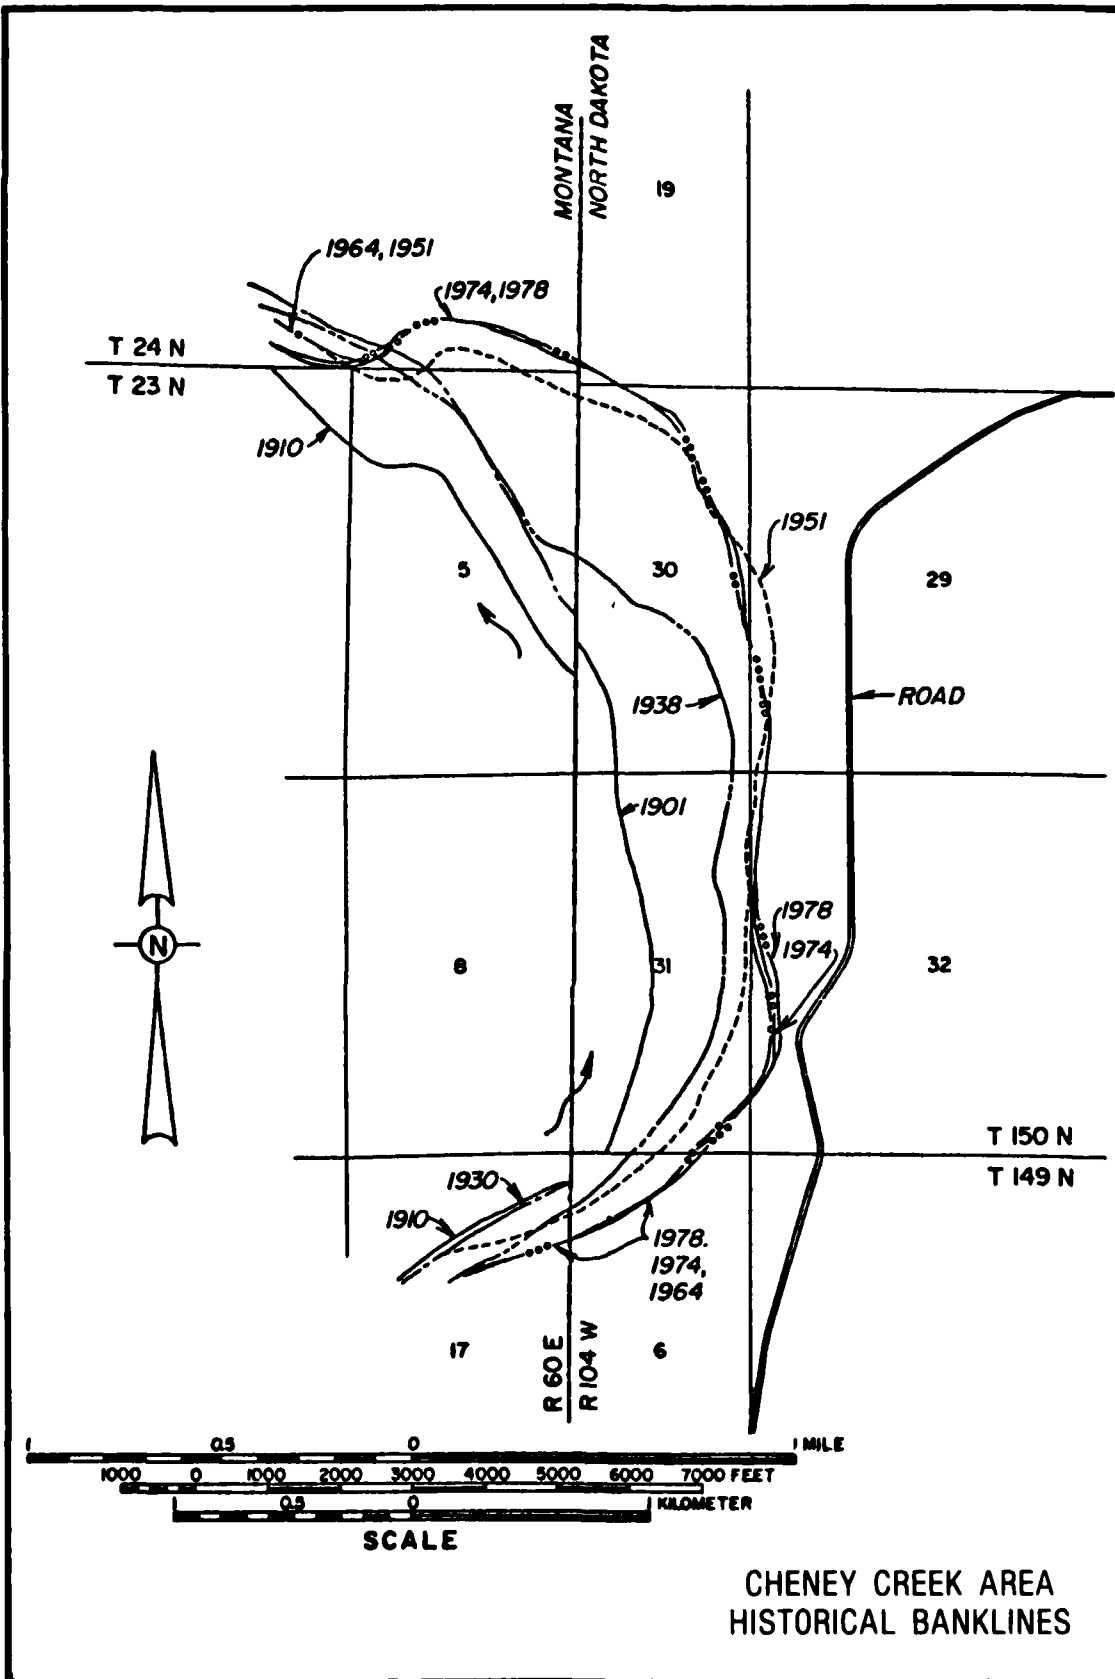 MONTANA
NORTH DAKOTA
19
1964, 1951
1974, 1978
T 24 N
T 23 N
1910
1951
5
30
29
1938
ROAD
1901
1978
1974
N
8
31
32
T 150 N
T 149 N
1930
1910
1978.
1974,
1964
R 60 E
R 104 W
17
6
1 0.5 0 1 MILE
1000 0 1000 2000 3000 4000 5000 6000 7000 FEET
0.5 0 1 KILOMETER
SCALE
CHENEY CREEK AREA
HISTORICAL BANKLINES